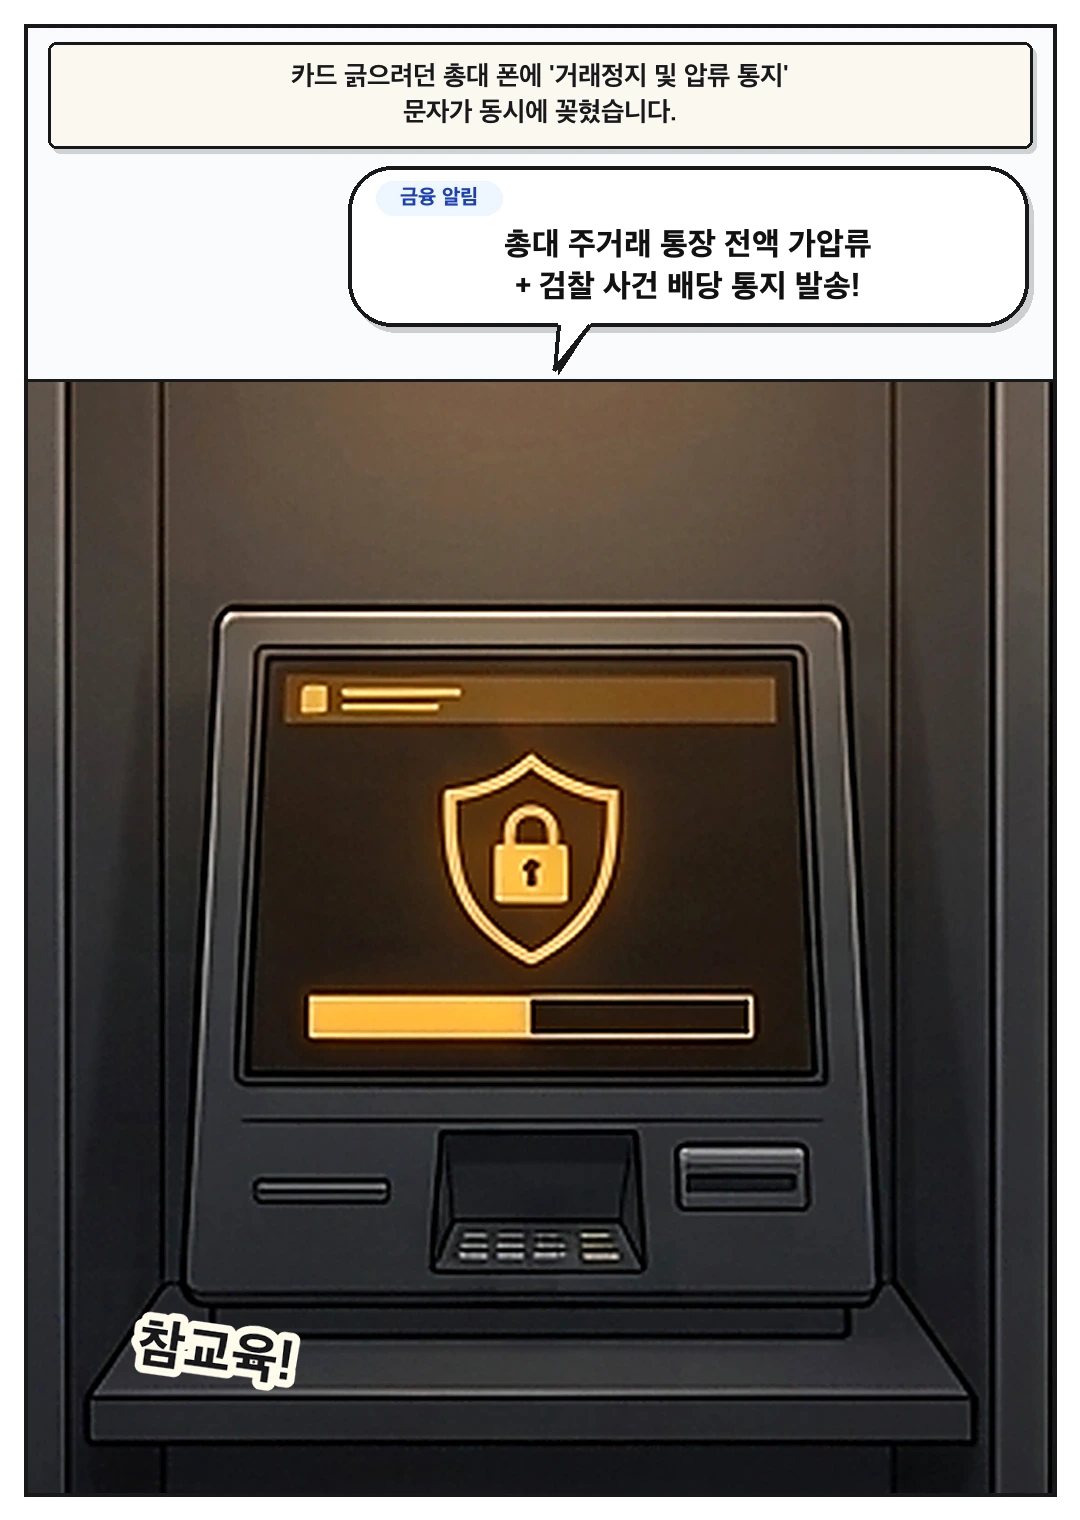 카드 긁으려던 총대 폰에 '거래정지 및 압류 통지'
문자가 동시에 꽂혔습니다.
금융 알림
총대 주거래 통장 전액 가압류
+ 검찰 사건 배당 통지 발송!
참교육!